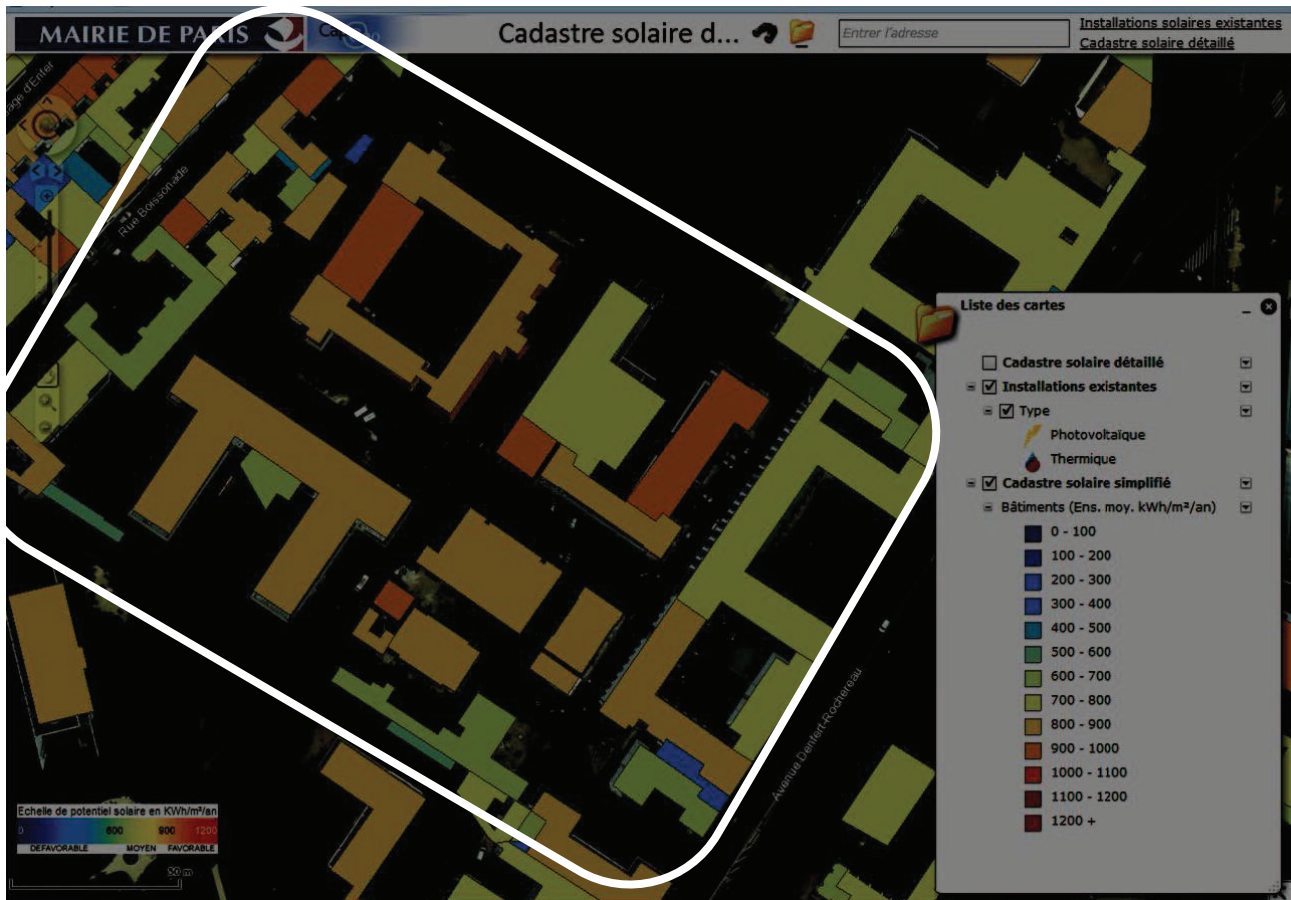 MAIRIE DE PARIS
Cadastre solaire d...
Entrer l'adresse
Installations solaires existantes
Cadastre solaire détaillé
age d'Enfer
Rue Boissonade
Avenue Denfert-Rochereau
Liste des cartes
Cadastre solaire détaillé
Installations existantes
Type
Photovoltaïque
Thermique
Cadastre solaire simplifié
Bâtiments (Ens. moy. kWh/m²/an)
0 - 100
100 - 200
200 - 300
300 - 400
400 - 500
500 - 600
600 - 700
700 - 800
800 - 900
900 - 1000
1000 - 1100
1100 - 1200
1200 +
Echelle de potentiel solaire en KWh/m²/an
0 600 900 1200
DEFAVORABLE MOYEN FAVORABLE
50 m